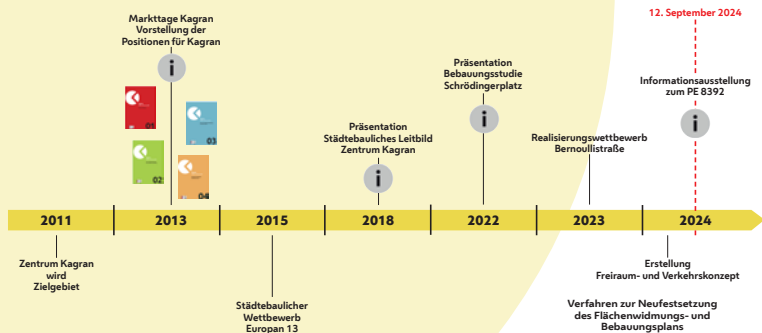 12. September 2024
Markttage Kagran
Vorstellung der
Positionen für Kagran
i
01
02
03
04
Präsentation
Städtebauliches Leitbild
Zentrum Kagran
i
Präsentation
Bebauungsstudie
Schrödingerplatz
i
Realisierungswettbewerb
Bernoullistraße
Informationsausstellung
zum PE 8392
i
2011
2013
2015
2018
2022
2023
2024
Zentrum Kagran
wird
Zielgebiet
Städtebaulicher
Wettbewerb
Europan 13
Erstellung
Freiraum- und Verkehrskonzept
Verfahren zur Neufestsetzung
des Flächenwidmungs- und
Bebauungsplans